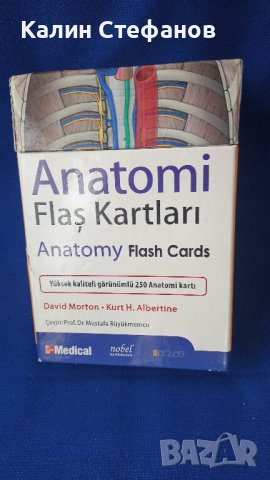 Калин Стефанов
Anatomi
Flaş Kartları
Anatomy Flash Cards
Yüksek kaliteli görünümlü 250 Anatomi kartı
David Morton · Kurt H. Albertine
Çeviri: Prof. Dr. Mustafa Büyükmumcu
Medical
nobel
BAZAR
bg